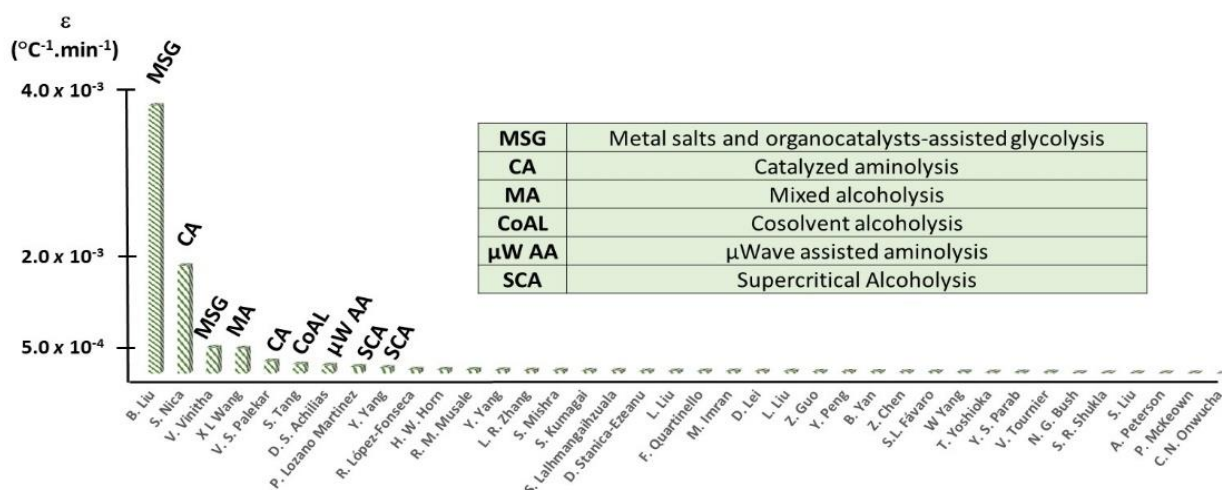 ε
(°C⁻¹.min⁻¹)
4.0 x 10⁻³
2.0 x 10⁻³
5.0 x 10⁻⁴
MSG
CA
MSG
MA
CA
CoAL
µW AA
SCA
SCA
MSG Metal salts and organocatalysts-assisted glycolysis
CA Catalyzed aminolysis
MA Mixed alcoholysis
CoAL Cosolvent alcoholysis
µW AA µWave assisted aminolysis
SCA Supercritical Alcoholysis
B. Liu
S. Nica
V. Vinitha
X L Wang
V. S. Palekar
S. Tang
D. S. Achilias
P. Lozano Martinez
Y. Yang
R. López-Fonseca
H. W. Horn
R. M. Musale
Y. Yang
L. R. Zhang
S. Mishra
S. Kumagai
S. Lalhmangaihzuala
D. Stanica-Ezeanu
L. Liu
F. Quartinello
M. Imran
D. Lei
L. Liu
Z. Guo
Y. Peng
B. Yan
Z. Chen
S.L. Fávaro
W Yang
T. Yoshioka
Y. S. Parab
V. Tournier
N. G. Bush
S. R. Shukla
S. Liu
A. Peterson
P. McKeown
C. N. Onwucha